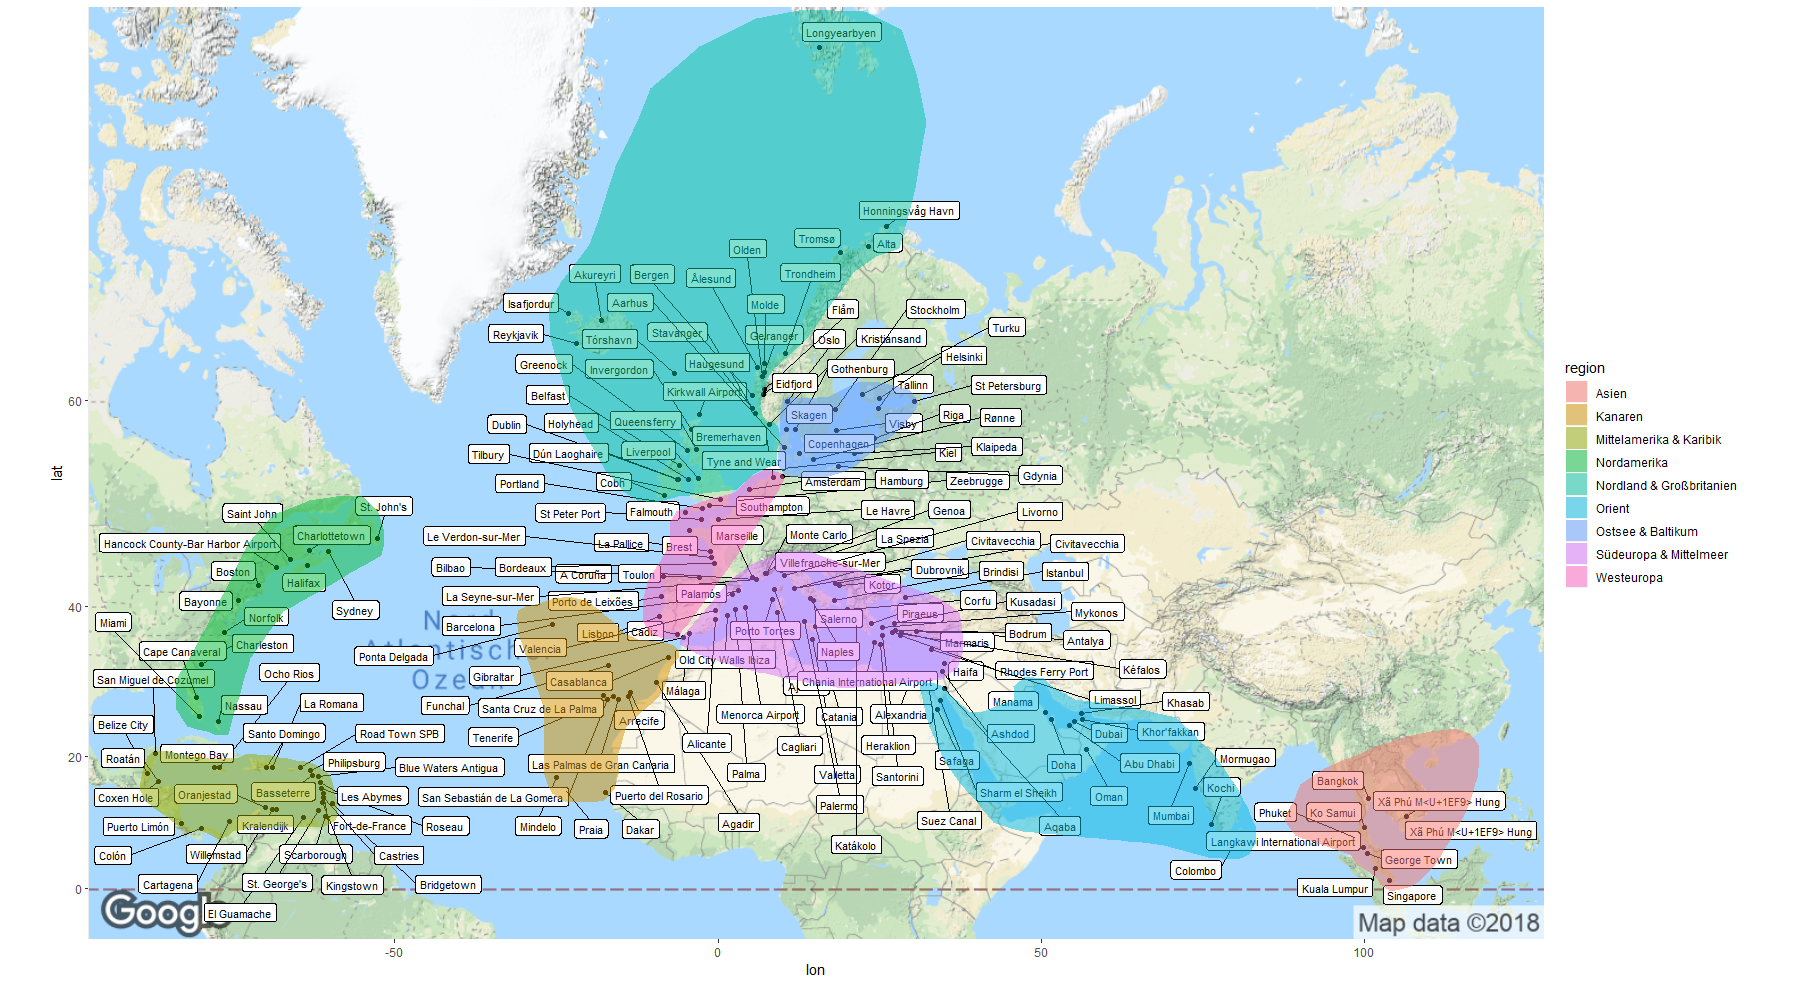 Longyearbyen
Honningsvåg Havn
Tromsø
Alta
Olden
Akureyri
Bergen
Ålesund
Trondheim
Isafjordur
Aarhus
Molde
Flåm
Stockholm
Reykjavik
Tórshavn
Stavanger
Geiranger
Oslo
Kristiansand
Turku
Greenock
Invergordon
Haugesund
Gothenburg
Helsinki
Belfast
Kirkwall Airport
Eidfjord
Tallinn
St Petersburg
60
Dublin
Holyhead
Queensferry
Skagen
Visby
Riga
Rønne
Bremerhaven
Copenhagen
Tilbury
Dún Laoghaire
Liverpool
Tyne and Wear
Kiel
Klaipeda
Portland
Cobh
Amsterdam
Hamburg
Zeebrugge
Gdynia
St. John's
Saint John
St Peter Port
Falmouth
Southampton
Le Havre
Genoa
Livorno
Hancock County-Bar Harbor Airport
Charlottetown
Le Verdon-sur-Mer
La Pallice
Brest
Marseille
Monte Carlo
La Spezia
Civitavecchia
Civitavecchia
Boston
Halifax
Bilbao
Bordeaux
A Coruña
Toulon
Villefranche-sur-Mer
Dubrovnik
Brindisi
Istanbul
Bayonne
Sydney
La Seyne-sur-Mer
Porto de Leixões
Palamós
Kotor
Corfu
Kusadasi
Mykonos
40
Miami
Norfolk
Nord
Atlantischer
Ozean
Barcelona
Lisbon
Cádiz
Porto Torres
Salerno
Piraeus
Bodrum
Antalya
Cape Canaveral
Charleston
Ponta Delgada
Valencia
Old City Walls Ibiza
Naples
Marmaris
San Miguel de Cozumel
Ocho Rios
Gibraltar
Casablanca
Málaga
Chania International Airport
Haifa
Rhodes Ferry Port
Kéfalos
Nassau
La Romana
Funchal
Santa Cruz de La Palma
Arrecife
Menorca Airport
Catania
Alexandria
Manama
Limassol
Khasab
Belize City
Santo Domingo
Road Town SPB
Tenerife
Alicante
Cagliari
Heraklion
Ashdod
Dubai
Khor'fakkan
Roatán
Montego Bay
Philipsburg
Blue Waters Antigua
Las Palmas de Gran Canaria
Palma
Valletta
Santorini
Safaga
Doha
Abu Dhabi
Mormugao
20
Coxen Hole
Oranjestad
Basseterre
Les Abymes
San Sebastián de La Gomera
Puerto del Rosario
Palermo
Sharm el Sheikh
Oman
Kochi
Bangkok
Xã Phú M<U+1EF9> Hung
Puerto Limón
Kralendijk
Fort-de-France
Roseau
Mindelo
Praia
Dakar
Agadir
Suez Canal
Aqaba
Mumbai
Phuket
Ko Samui
Xã Phú M<U+1EF9> Hung
Colón
Willemstad
Scarborough
Castries
Katákolo
Langkawi International Airport
George Town
Colombo
Cartagena
St. George's
Kingstown
Bridgetown
Kuala Lumpur
Singapore
0
El Guamache
Google
Map data ©2018
-50
0
50
100
lon
lat
region
Asien
Kanaren
Mittelamerika & Karibik
Nordamerika
Nordland & Großbritanien
Orient
Ostsee & Baltikum
Südeuropa & Mittelmeer
Westeuropa